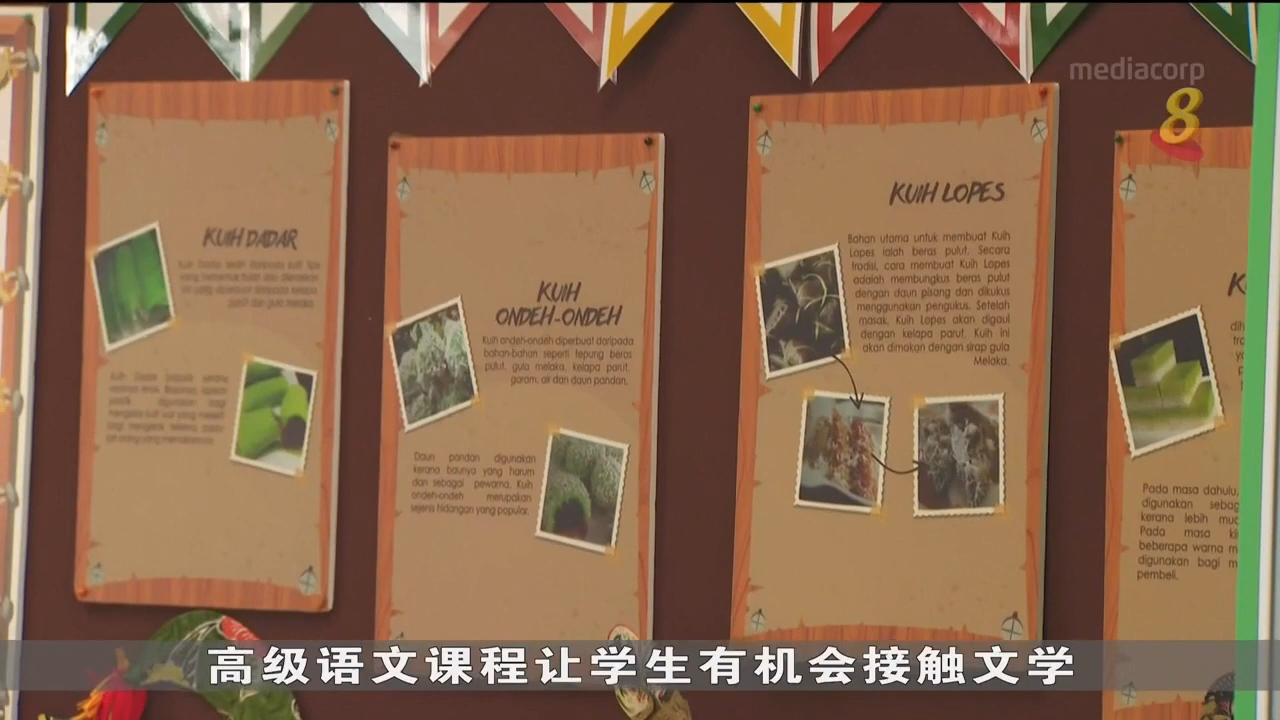 mediacorp
8
KUIH DADAR
KUIH
ONDEH-ONDEH
Kuih ondeh-ondeh diperbuat daripada
bahan-bahan seperti tepung beras
pulut, gula melaka, kelapa parut,
garam, air dan daun pandan.
Daun pandan digunakan
kerana baunya yang harum
dan sebagai pewarna. Kuih
ondeh-ondeh merupakan
sejenis hidangan yang popular.
KUIH LOPES
Bahan utama untuk membuat Kuih
Lopes ialah beras pulut. Secara
tradisi, cara membuat Kuih Lopes
adalah membungkus beras pulut
dengan daun pisang dan dikukus
menggunakan pengukus. Setelah
masak, Kuih Lopes akan digaul
dengan kelapa parut. Kuih ini
akan dimakan dengan sirap gula
Melaka.
Pada masa dahulu,
digunakan
kerana lebih
Pada masa
beberapa warna
digunakan bagi
pembeli.
高级语文课程让学生有机会接触文学